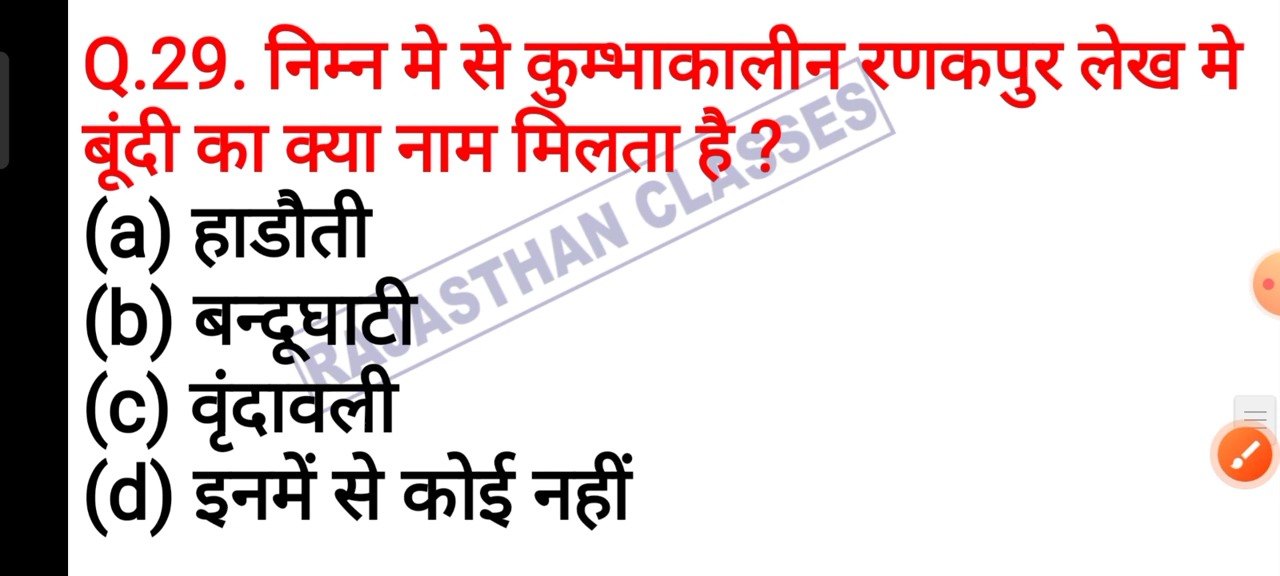 Q.29. निम्न मे से कुम्भाकालीन रणकपुर लेख मे
बूंदी का क्या नाम मिलता है ?
(a) हाडौती
(b) बन्दूघाटी
(c) वृंदावली
(d) इनमें से कोई नहीं
RAJASTHAN CLASSES